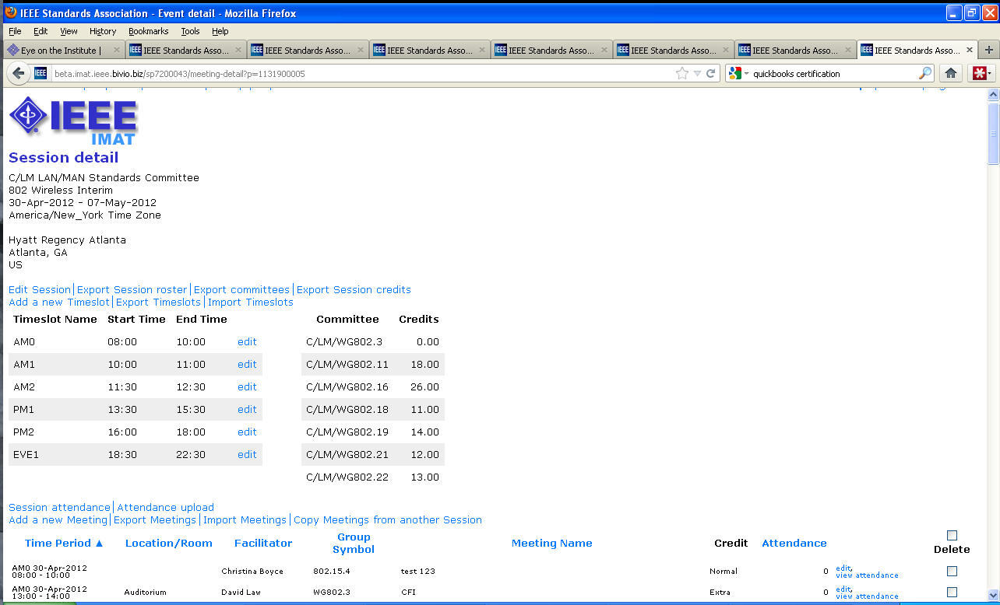 IEEE Standards Association - Event detail - Mozilla Firefox
File Edit View History Bookmarks Tools Help
Eye on the Institute | IEEE Standards Asso... IEEE Standards Asso... IEEE Standards Asso... IEEE Standards Asso... IEEE Standards Asso... IEEE Standards Asso... IEEE Standards Asso...
IEEE beta.imat.ieee.bivio.biz/sp7200043/meeting-detail?p=1131900005 quickbooks certification
IEEE
IMAT
Session detail
C/LM LAN/MAN Standards Committee
802 Wireless Interim
30-Apr-2012 - 07-May-2012
America/New_York Time Zone
Hyatt Regency Atlanta
Atlanta, GA
US
Edit Session | Export Session roster | Export committees | Export Session credits
Add a new Timeslot | Export Timeslots | Import Timeslots
Timeslot Name Start Time End Time Committee Credits
AM0 08:00 10:00 edit C/LM/WG802.3 0.00
AM1 10:00 11:00 edit C/LM/WG802.11 18.00
AM2 11:30 12:30 edit C/LM/WG802.16 26.00
PM1 13:30 15:30 edit C/LM/WG802.18 11.00
PM2 16:00 18:00 edit C/LM/WG802.19 14.00
EVE1 18:30 22:30 edit C/LM/WG802.21 12.00
C/LM/WG802.22 13.00
Session attendance | Attendance upload
Add a new Meeting | Export Meetings | Import Meetings | Copy Meetings from another Session
Time Period ▲ Location/Room Facilitator Group Symbol Meeting Name Credit Attendance Delete
AM0 30-Apr-2012
08:00 - 10:00 Christina Boyce 802.15.4 test 123 Normal 0 edit,
view attendance
AM0 30-Apr-2012
13:00 - 14:00 Auditorium David Law WG802.3 CFI Extra 0 edit,
view attendance